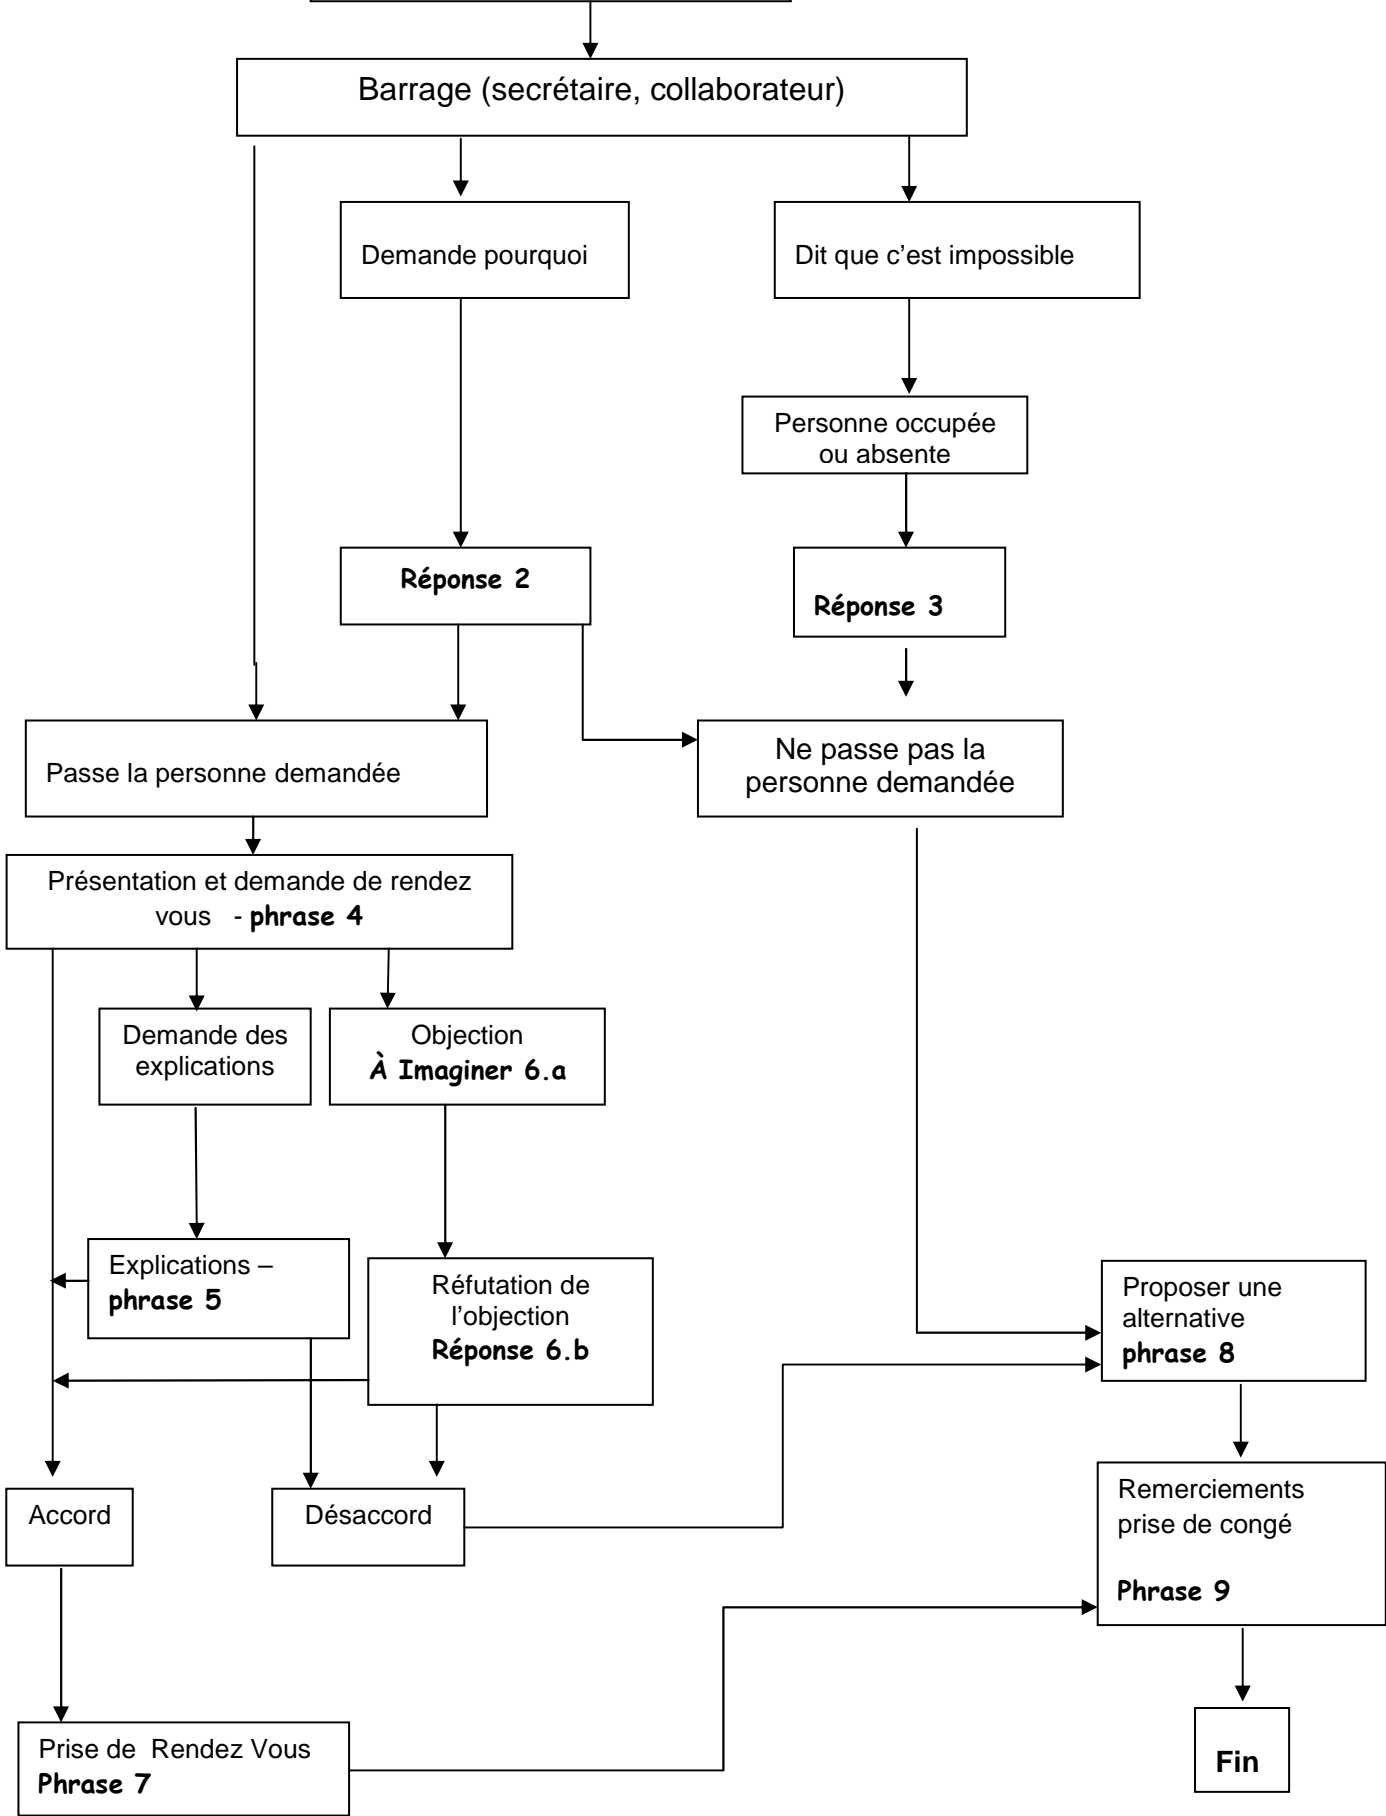 Barrage (secrétaire, collaborateur)
Demande pourquoi
Dit que c'est impossible
Personne occupée
ou absente
Réponse 2
Réponse 3
Passe la personne demandée
Ne passe pas la
personne demandée
Présentation et demande de rendez
vous - phrase 4
Demande des
explications
Objection
À Imaginer 6.a
Explications –
phrase 5
Réfutation de
l'objection
Réponse 6.b
Proposer une
alternative
phrase 8
Accord
Désaccord
Remerciements
prise de congé
Phrase 9
Prise de Rendez Vous
Phrase 7
Fin